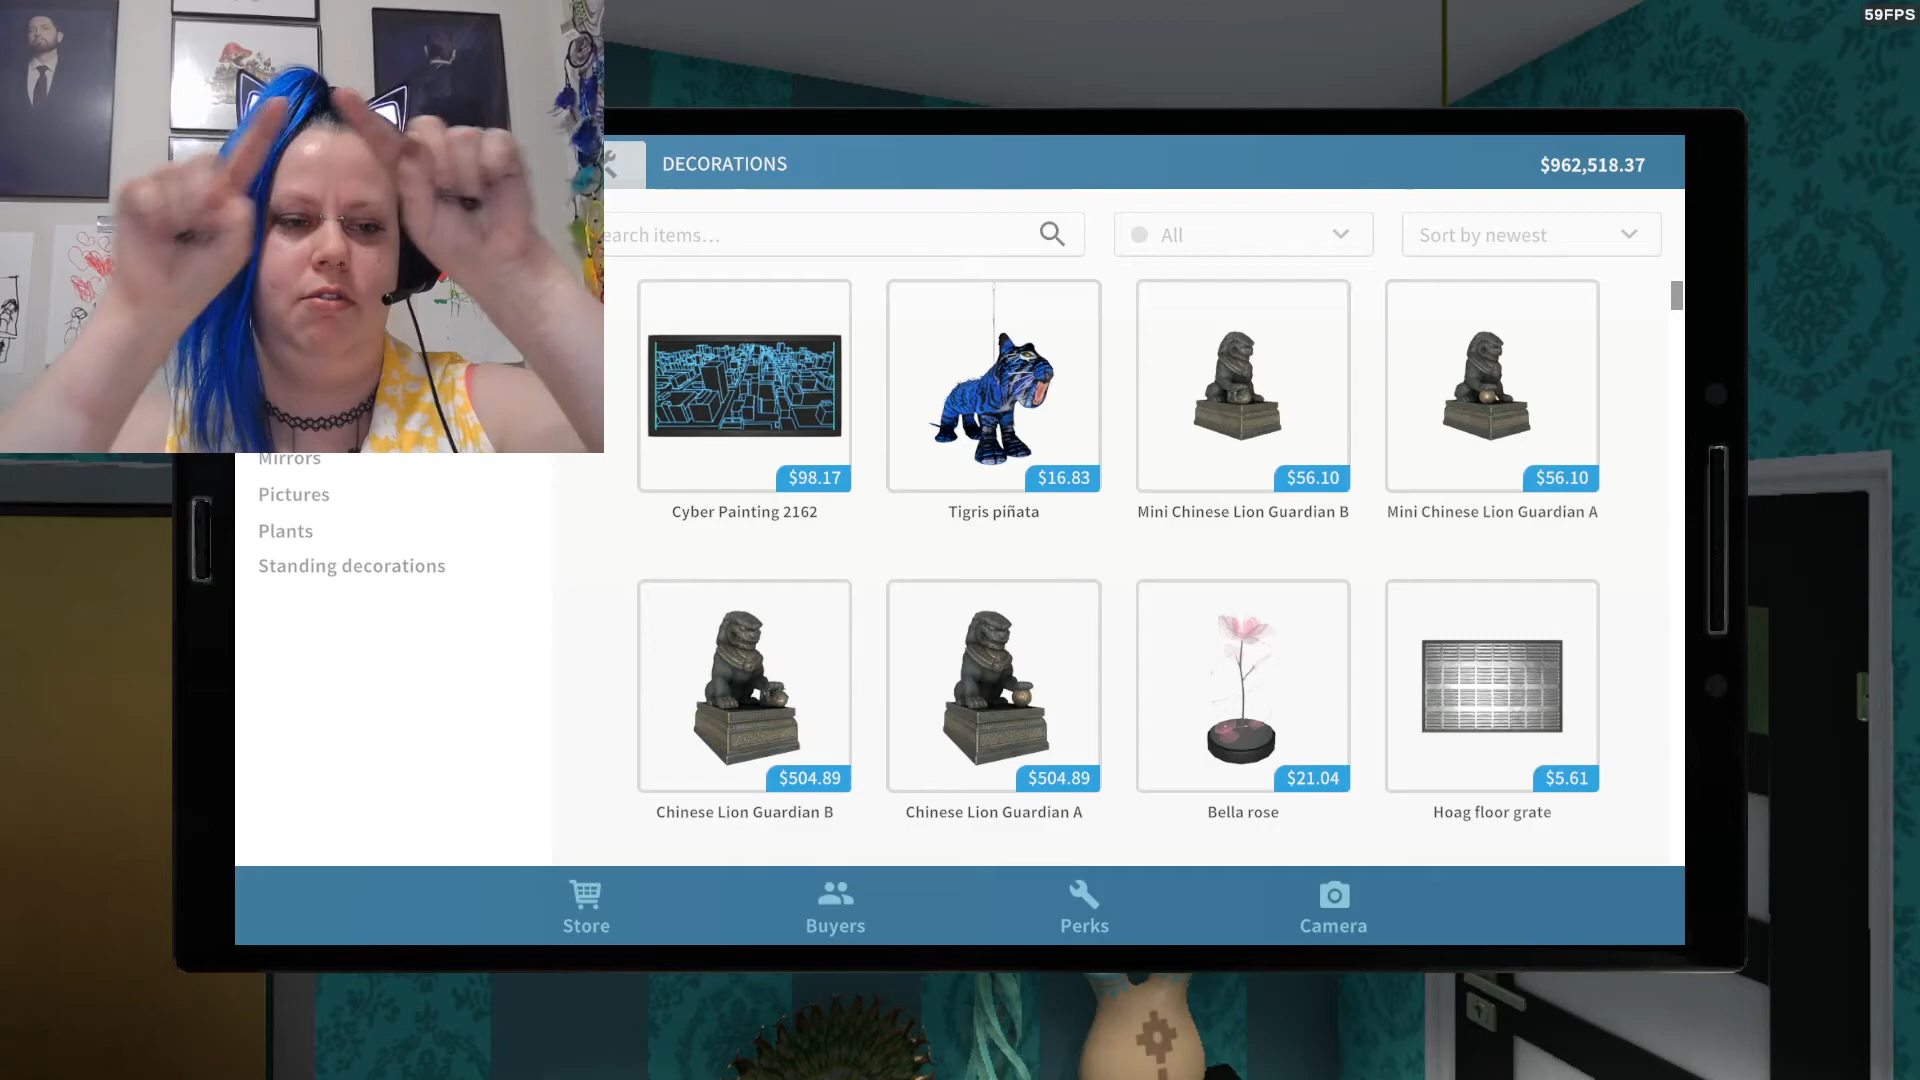 59FPS
DECORATIONS
$962,518.37
earch items...
All
Sort by newest
Mirrors
Pictures
Plants
Standing decorations
$98.17
$16.83
$56.10
$56.10
Cyber Painting 2162
Tigris piñata
Mini Chinese Lion Guardian B
Mini Chinese Lion Guardian A
$504.89
$504.89
$21.04
$5.61
Chinese Lion Guardian B
Chinese Lion Guardian A
Bella rose
Hoag floor grate
Store
Buyers
Perks
Camera